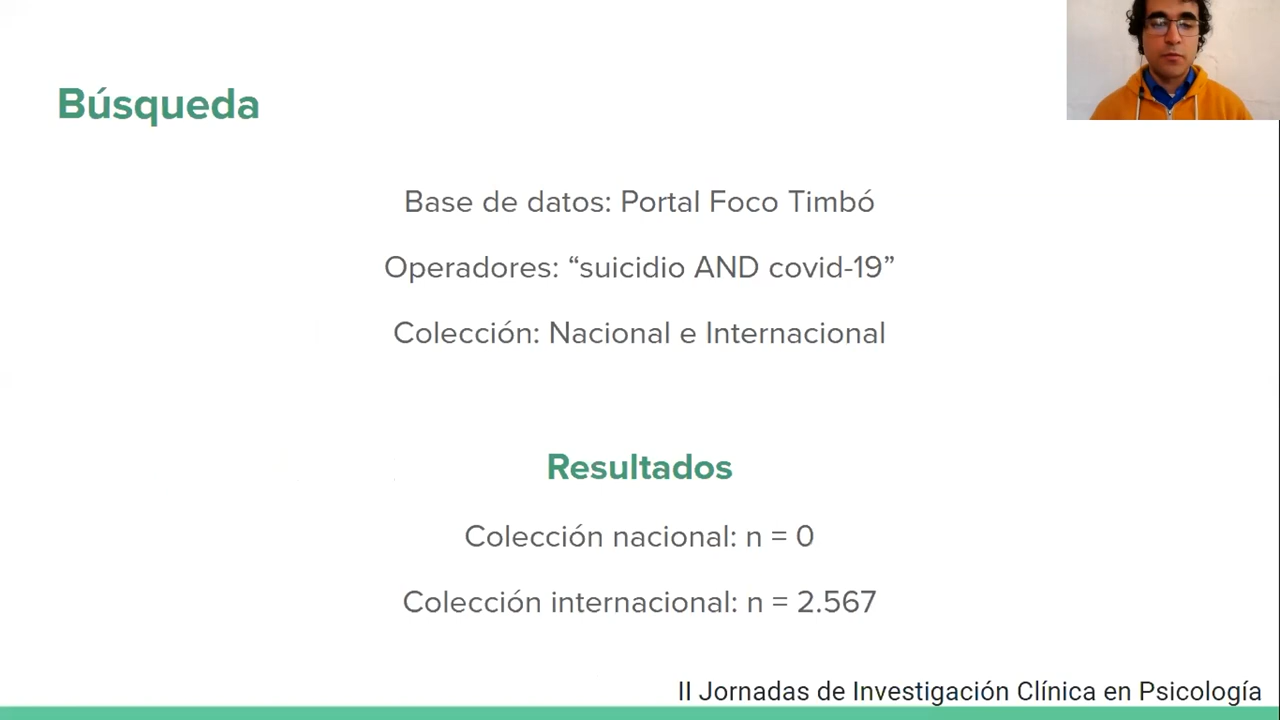 Búsqueda
Base de datos: Portal Foco Timbó
Operadores: “suicidio AND covid-19”
Colección: Nacional e Internacional
Resultados
Colección nacional: n = 0
Colección internacional: n = 2.567
II Jornadas de Investigación Clínica en Psicología